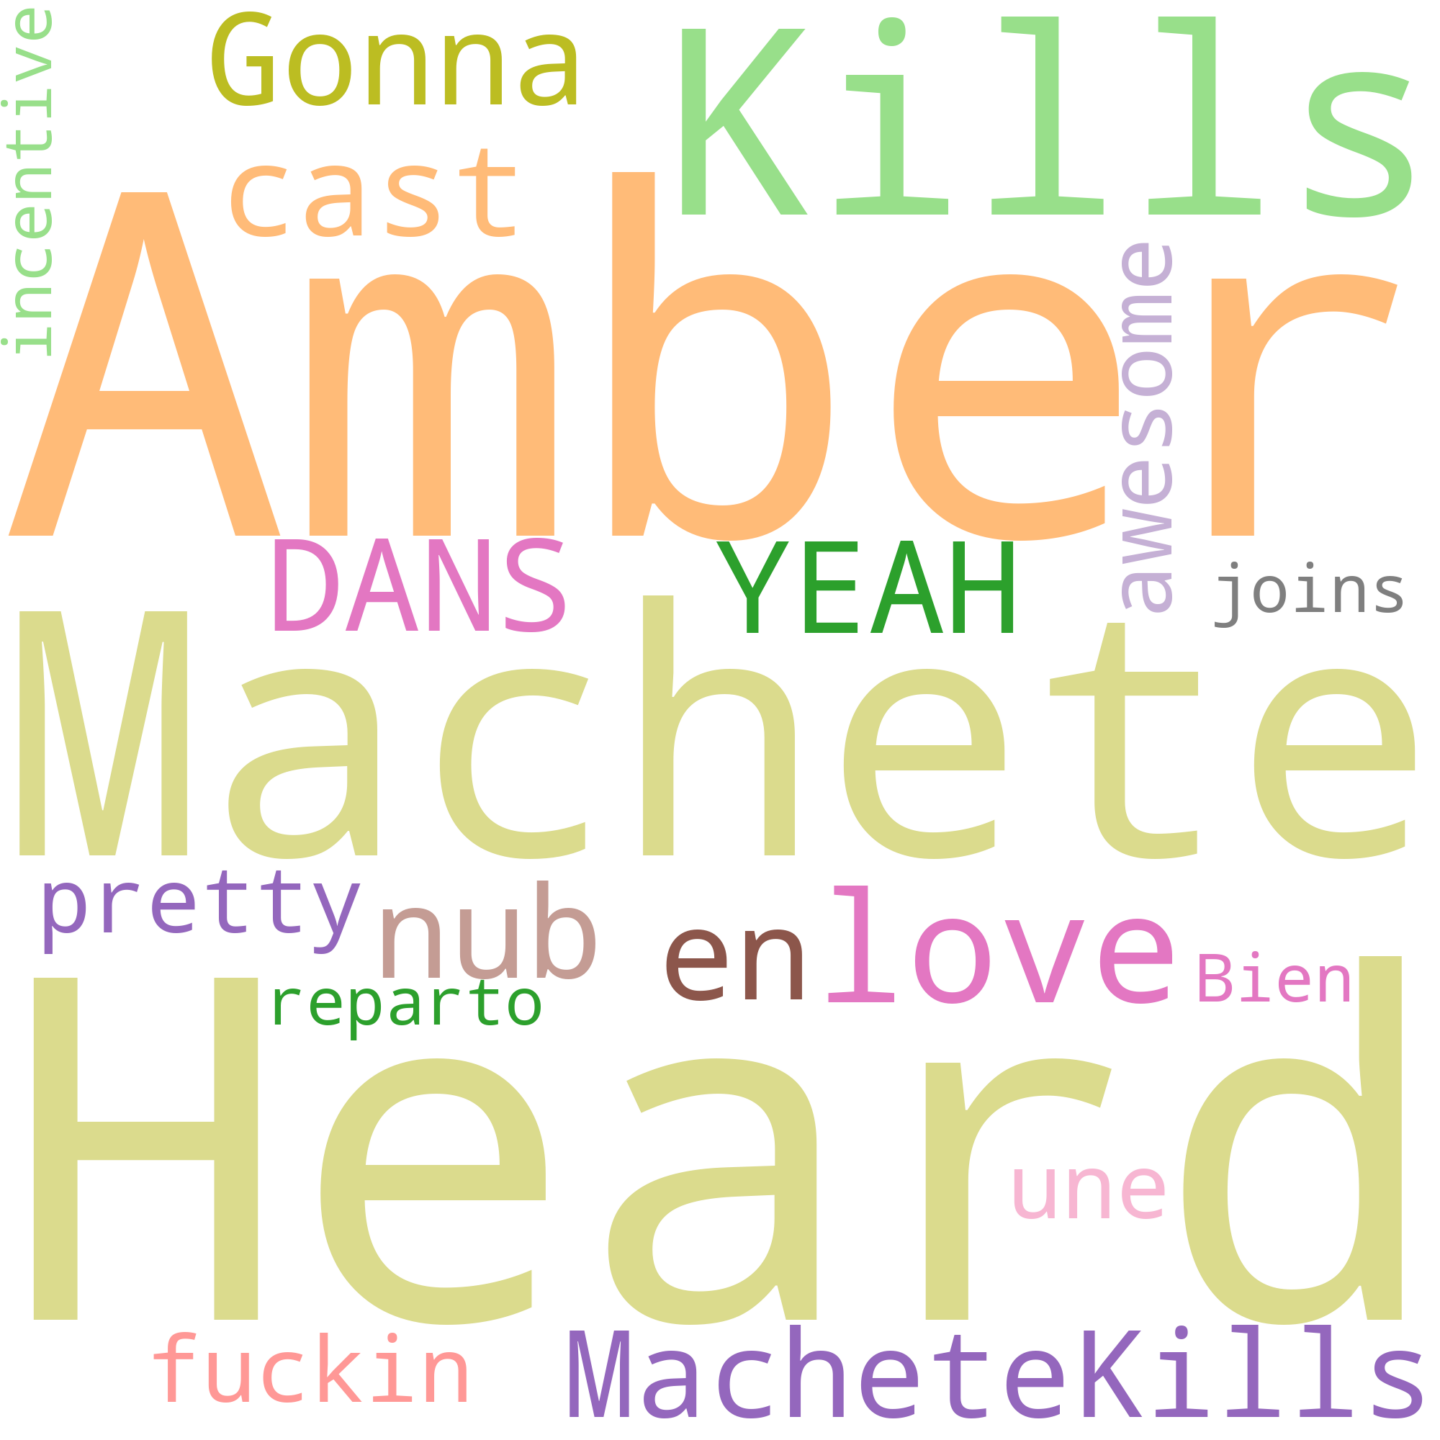 incentive
Gonna
Kills
cast
Amber
awesome
DANS
YEAH
joins
Machete
pretty
nub
en
love
Bien
reparto
Heard
une
fuckin
MacheteKills